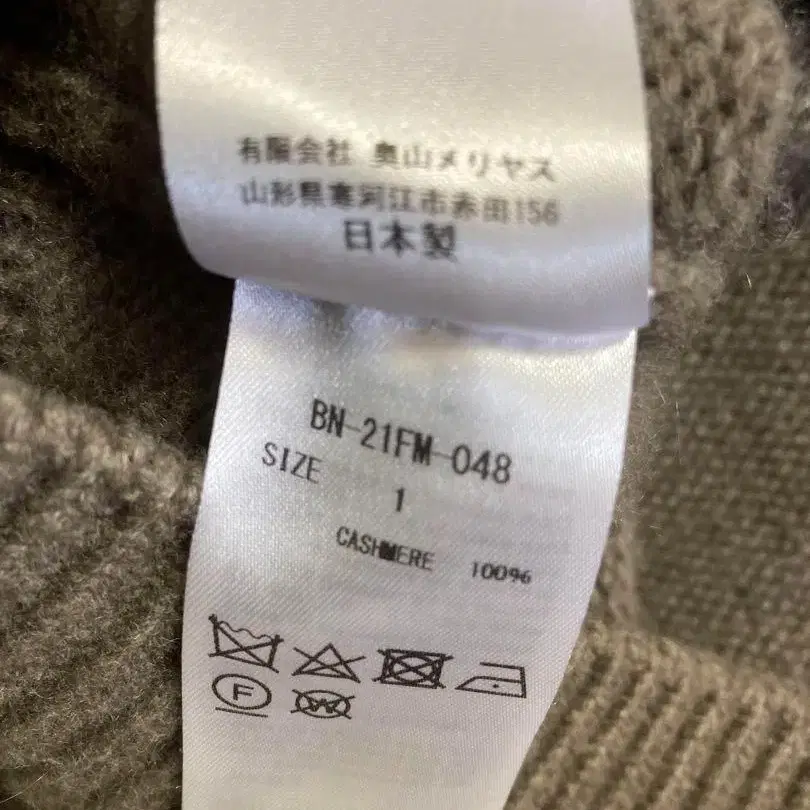 有限会社 奥山メリヤス
山形県寒河江市赤田156
日本製
BN-21FM-048
SIZE 1
CASHMERE 100%
F
W